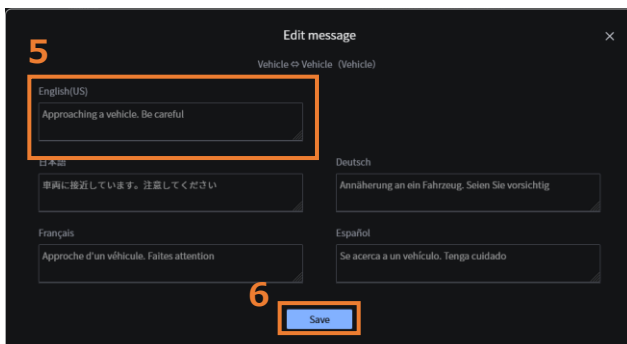 Edit message
×
5
Vehicle ⇔ Vehicle (Vehicle)
English(US)
Approaching a vehicle. Be careful
日本語
車両に接近しています。注意してください
Deutsch
Annäherung an ein Fahrzeug. Seien Sie vorsichtig
Français
Approche d'un véhicule. Faites attention
Español
Se acerca a un vehículo. Tenga cuidado
6
Save